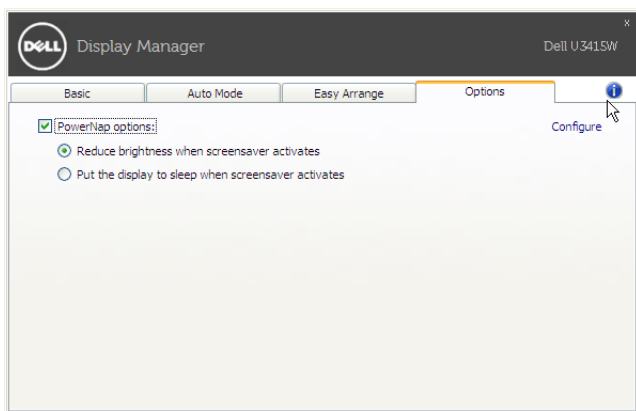 x
DELL Display Manager Dell U3415W
Basic Auto Mode Easy Arrange Options i
PowerNap options: Configure
Reduce brightness when screensaver activates
Put the display to sleep when screensaver activates